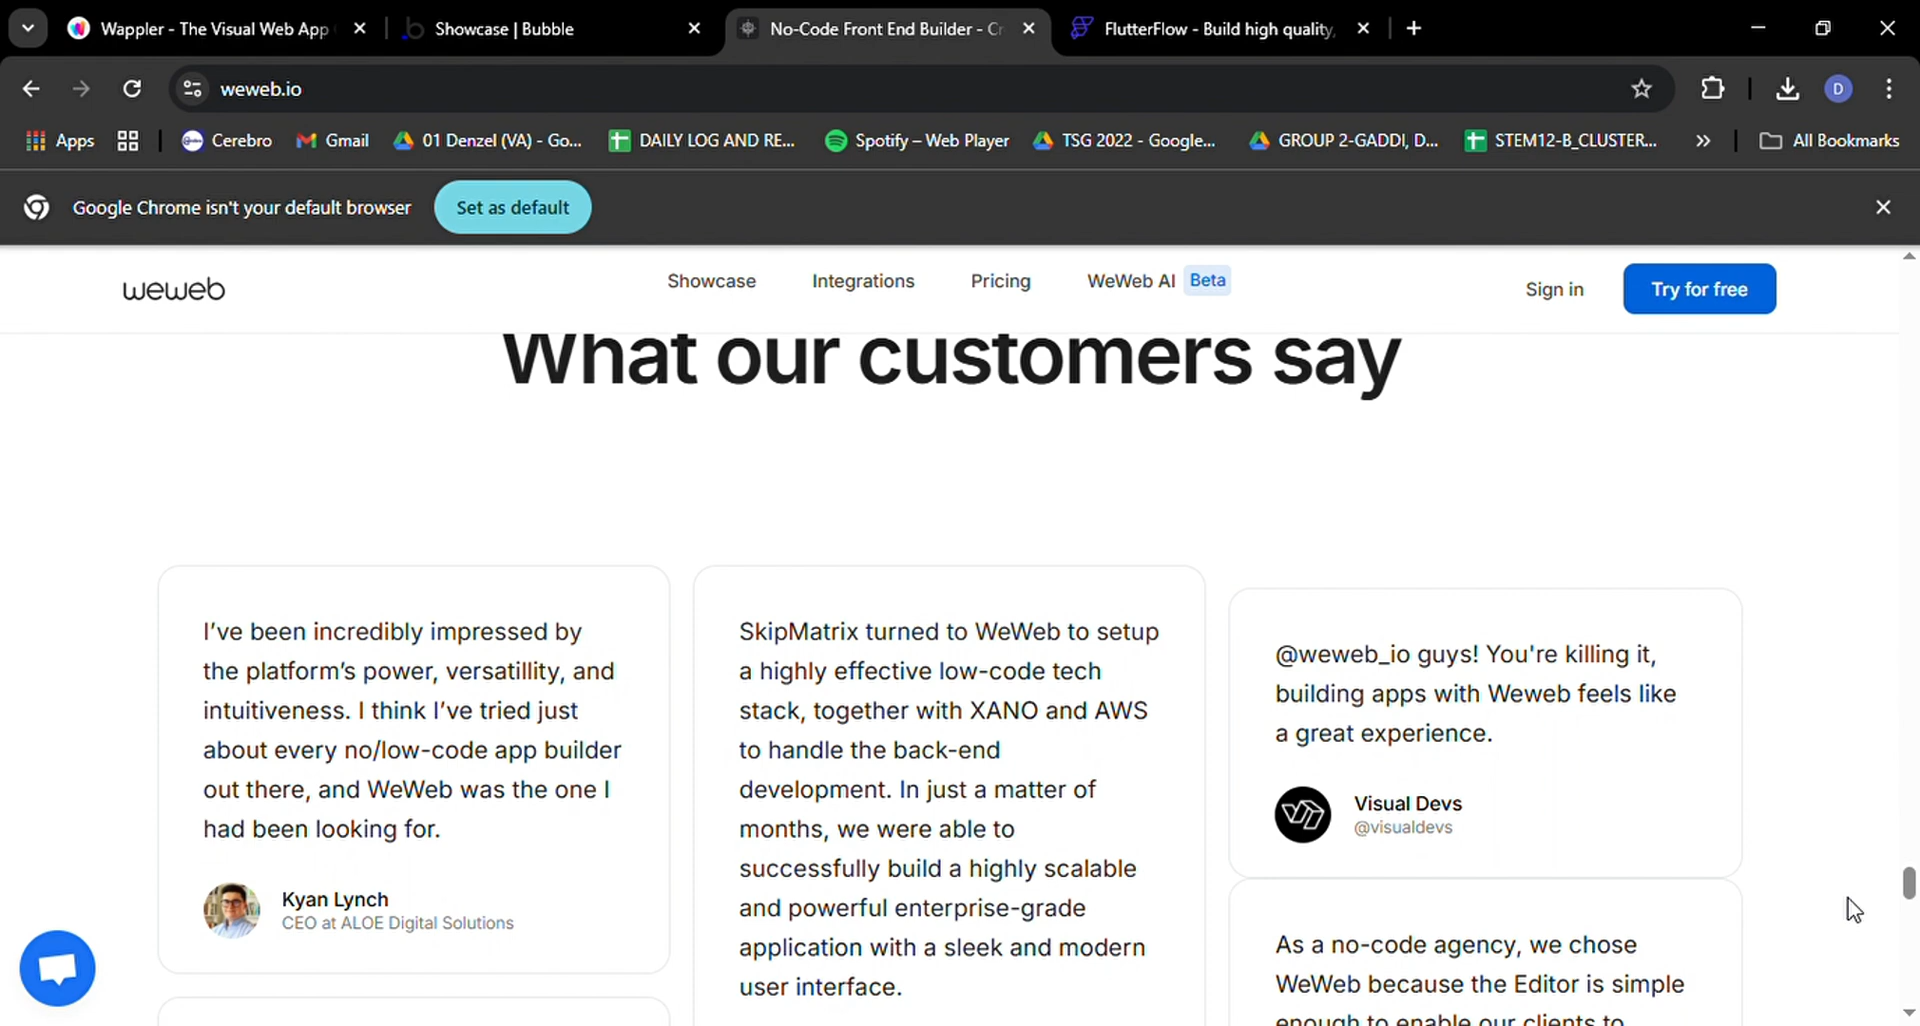 Wappler - The Visual Web App
Showcase | Bubble
No-Code Front End Builder - Cr
FlutterFlow - Build high quality,
weweb.io
D
Apps
Cerebro
Gmail
01 Denzel (VA) - Go...
DAILY LOG AND RE...
Spotify – Web Player
TSG 2022 - Google...
GROUP 2-GADDI, D...
STEM12-B_CLUSTER...
All Bookmarks
Google Chrome isn't your default browser
Set as default
weweb
Showcase
Integrations
Pricing
WeWeb AI Beta
Sign in
Try for free
What our customers say
I've been incredibly impressed by
the platform's power, versatillity, and
intuitiveness. I think I've tried just
about every no/low-code app builder
out there, and WeWeb was the one I
had been looking for.
Kyan Lynch
CEO at ALOE Digital Solutions
SkipMatrix turned to WeWeb to setup
a highly effective low-code tech
stack, together with XANO and AWS
to handle the back-end
development. In just a matter of
months, we were able to
successfully build a highly scalable
and powerful enterprise-grade
application with a sleek and modern
user interface.
@weweb_io guys! You're killing it,
building apps with Weweb feels like
a great experience.
Visual Devs
@visualdevs
As a no-code agency, we chose
WeWeb because the Editor is simple
enough to enable our clients to